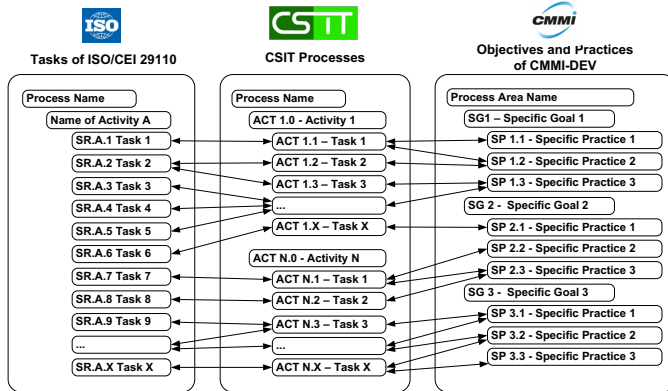 ISO
CSIT
CMMI
Tasks of ISO/CEI 29110
CSIT Processes
Objectives and Practices
of CMMI-DEV
Process Name
Name of Activity A
SR.A.1 Task 1
SR.A.2 Task 2
SR.A.3 Task 3
SR.A.4 Task 4
SR.A.5 Task 5
SR.A.6 Task 6
SR.A.7 Task 7
SR.A.8 Task 8
SR.A.9 Task 9
...
SR.A.X Task X
Process Name
ACT 1.0 - Activity 1
ACT 1.1 – Task 1
ACT 1.2 – Task 2
ACT 1.3 – Task 3
...
ACT 1.X – Task X
ACT N.0 - Activity N
ACT N.1 – Task 1
ACT N.2 – Task 2
ACT N.3 – Task 3
...
ACT N.X – Task X
Process Area Name
SG1 – Specific Goal 1
SP 1.1 - Specific Practice 1
SP 1.2 - Specific Practice 2
SP 1.3 - Specific Practice 3
SG 2 - Specific Goal 2
SP 2.1 - Specific Practice 1
SP 2.2 - Specific Practice 2
SP 2.3 - Specific Practice 3
SG 3 - Specific Goal 3
SP 3.1 - Specific Practice 1
SP 3.2 - Specific Practice 2
SP 3.3 - Specific Practice 3